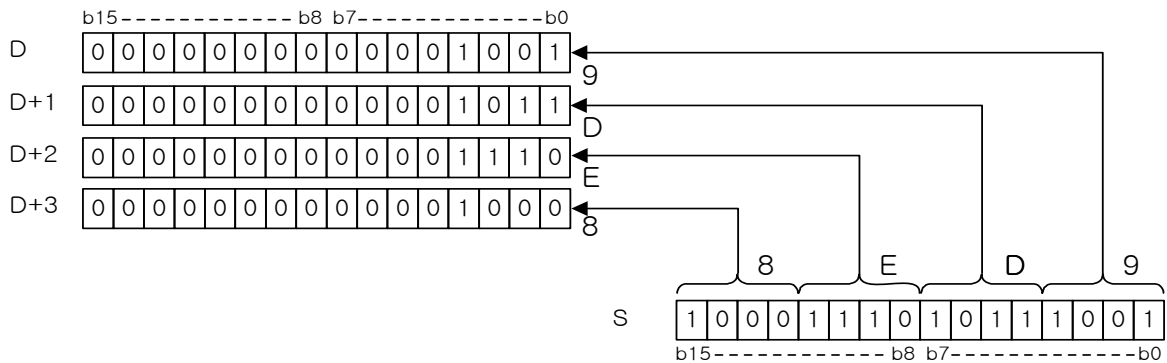 b15------------b8 b7---------------b0
D 0 0 0 0 0 0 0 0 0 0 0 0 1 0 0 1
9
D+1 0 0 0 0 0 0 0 0 0 0 0 0 1 0 1 1
D
D+2 0 0 0 0 0 0 0 0 0 0 0 0 1 1 1 0
E
D+3 0 0 0 0 0 0 0 0 0 0 0 0 1 0 0 0
8
8 E D 9
S 1 0 0 0 1 1 1 0 1 0 1 1 1 0 0 1
b15------------b8 b7---------------b0